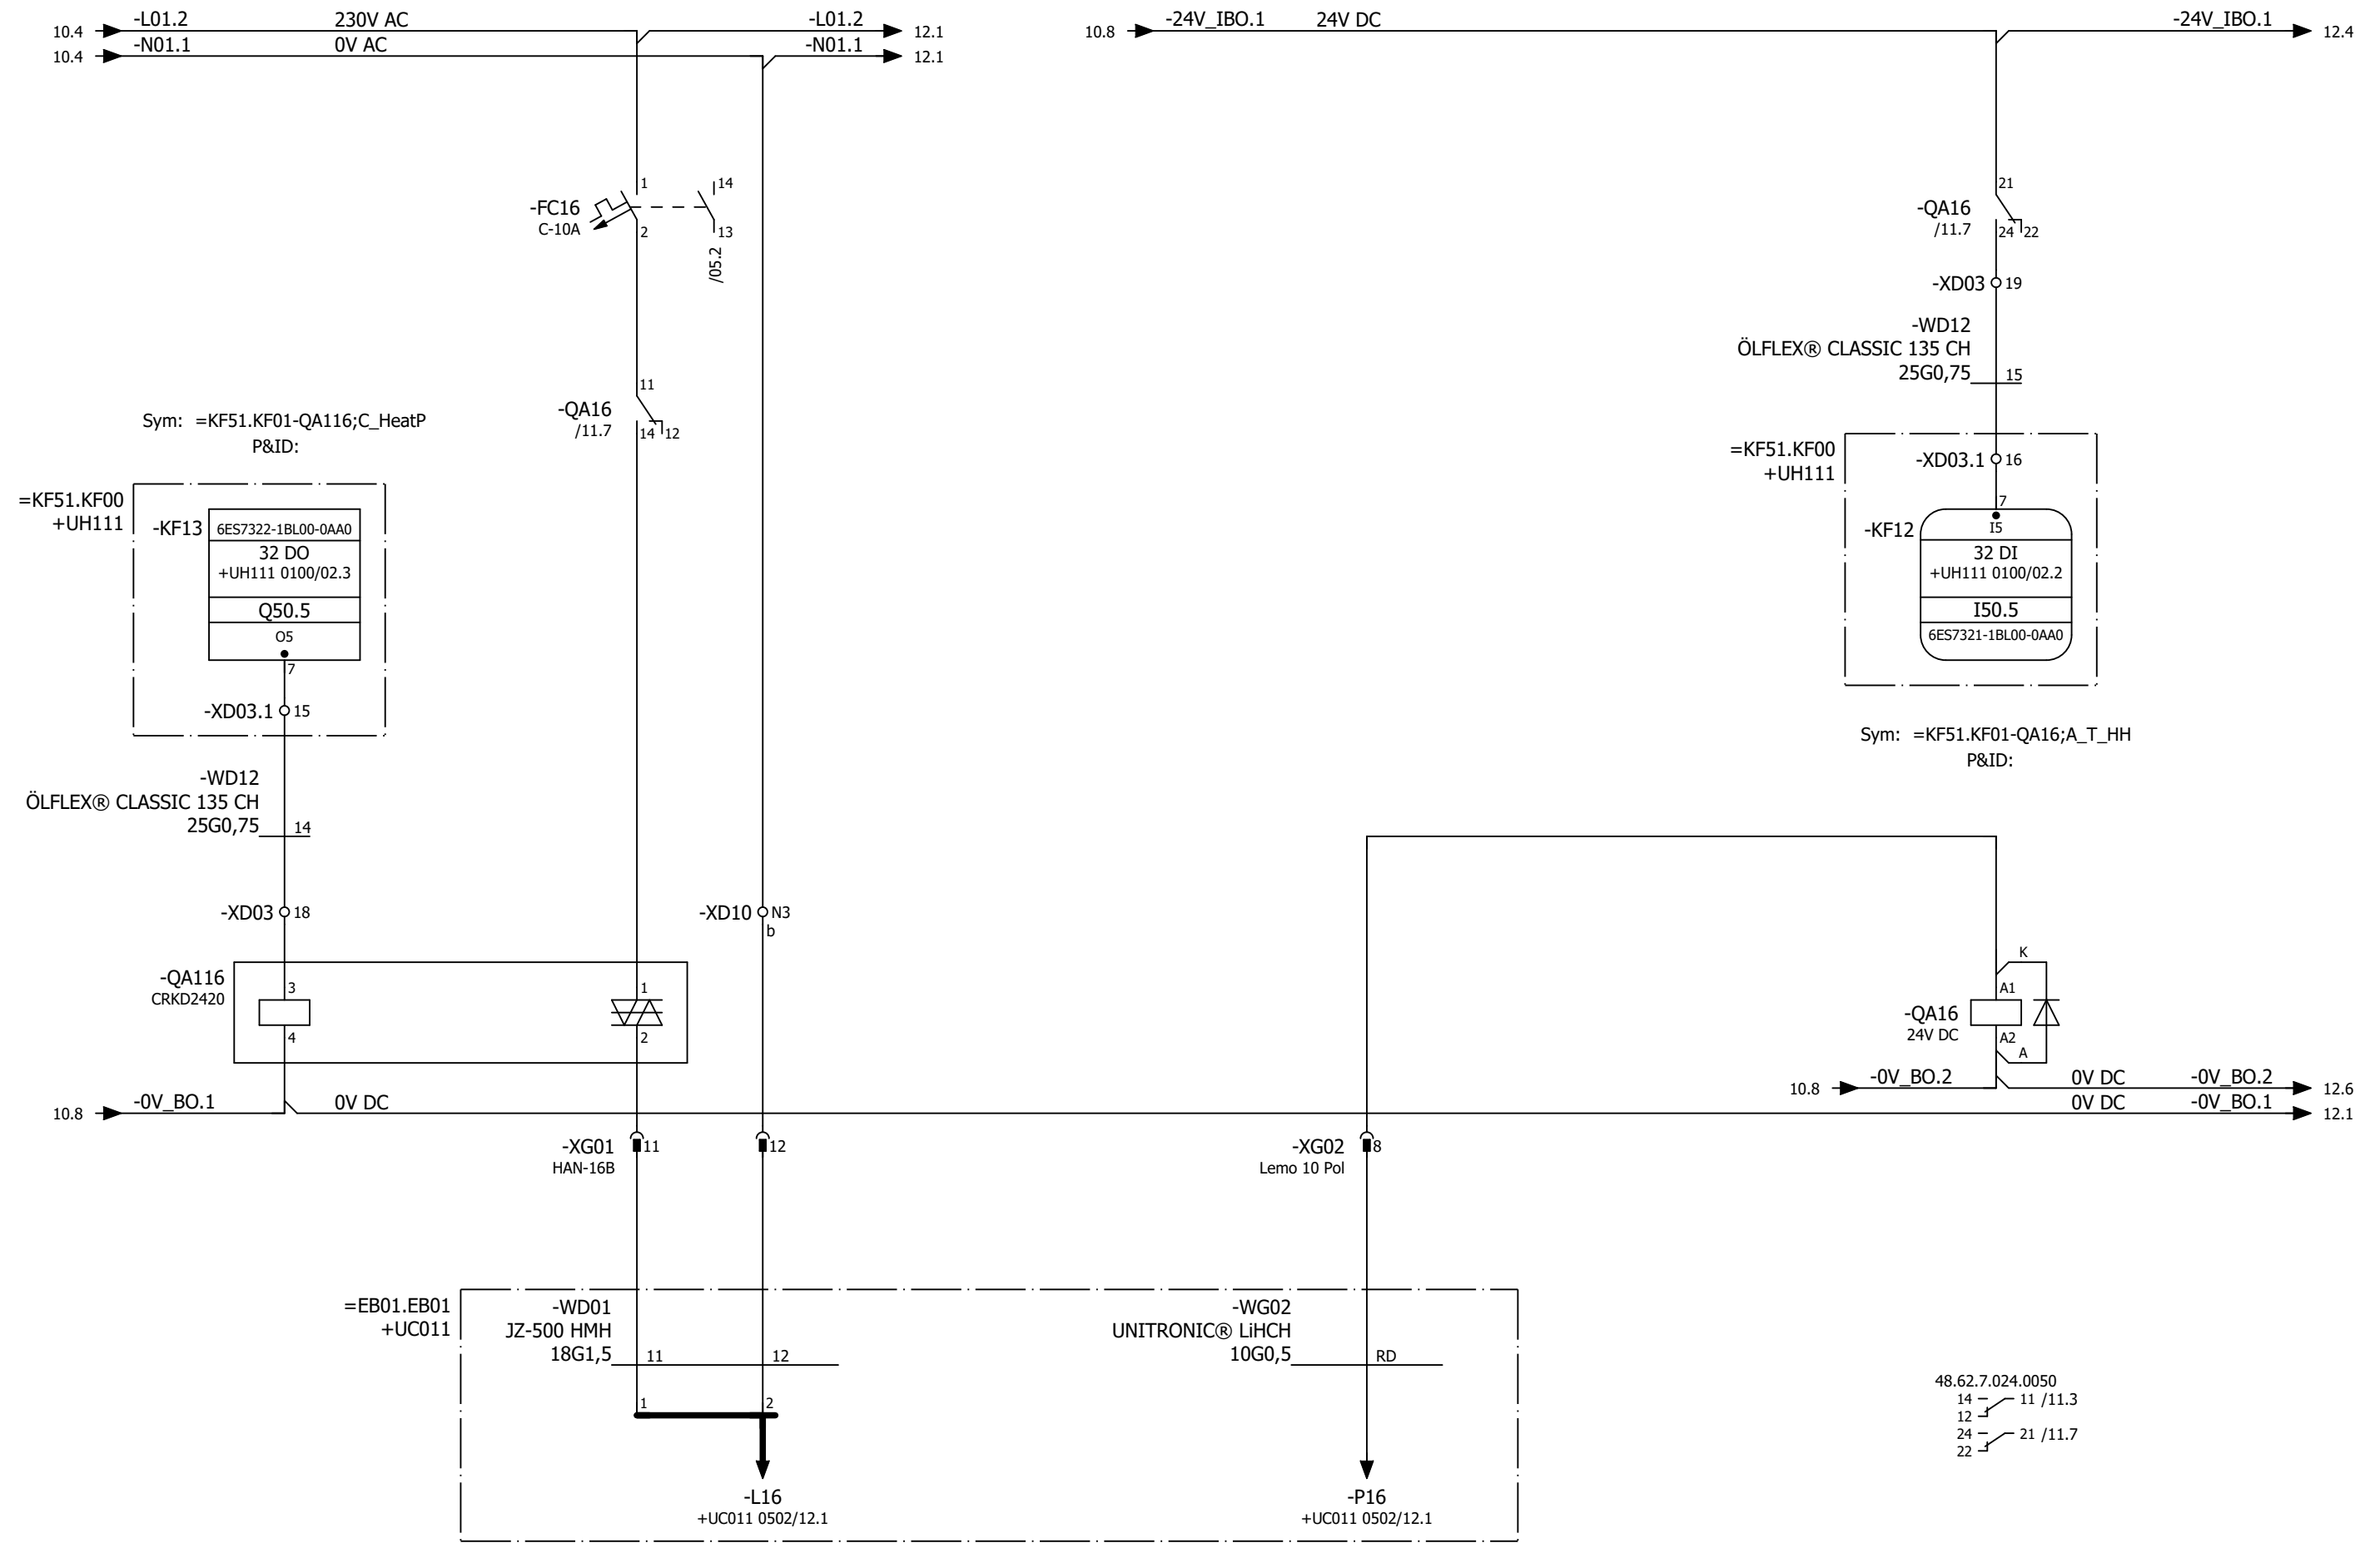 -L01.2 230V AC -L01.2
10.4 12.1
-N01.1 0V AC -N01.1
10.4 12.1
-24V_IBO.1 24V DC -24V_IBO.1
10.8 12.4
1 14
-FC16
C-10A
2 13
/05.2
21
-QA16
/11.7
24 22
-XD03 19
-WD12
ÖLFLEX® CLASSIC 135 CH
25G0,75 15
11
-QA16
/11.7
14 12
Sym: =KF51.KF01-QA116;C_HeatP
P&ID:
=KF51.KF00
+UH111
-KF13
6ES7322-1BL00-0AA0
32 DO
+UH111 0100/02.3
Q50.5
O5
7
-XD03.1 15
-WD12
ÖLFLEX® CLASSIC 135 CH
25G0,75 14
-XD03 18
-XD10 N3
b
=KF51.KF00
+UH111
-XD03.1 16
7
-KF12
I5
32 DI
+UH111 0100/02.2
I50.5
6ES7321-1BL00-0AA0
Sym: =KF51.KF01-QA16;A_T_HH
P&ID:
-QA116
CRKD2420
3 1
4 2
K
A1
-QA16
24V DC
A2
A
-0V_BO.2 0V DC -0V_BO.2
10.8 12.6
-0V_BO.1 0V DC 0V DC -0V_BO.1
10.8 12.1
-XG01 11 12
HAN-16B
-XG02 8
Lemo 10 Pol
=EB01.EB01
+UC011
-WD01
JZ-500 HMH
18G1,5 11 12
-WG02
UNITRONIC® LiHCH
10G0,5 RD
1 2
-L16
+UC011 0502/12.1
-P16
+UC011 0502/12.1
48.62.7.024.0050
14 11 /11.3
12
24 21 /11.7
22